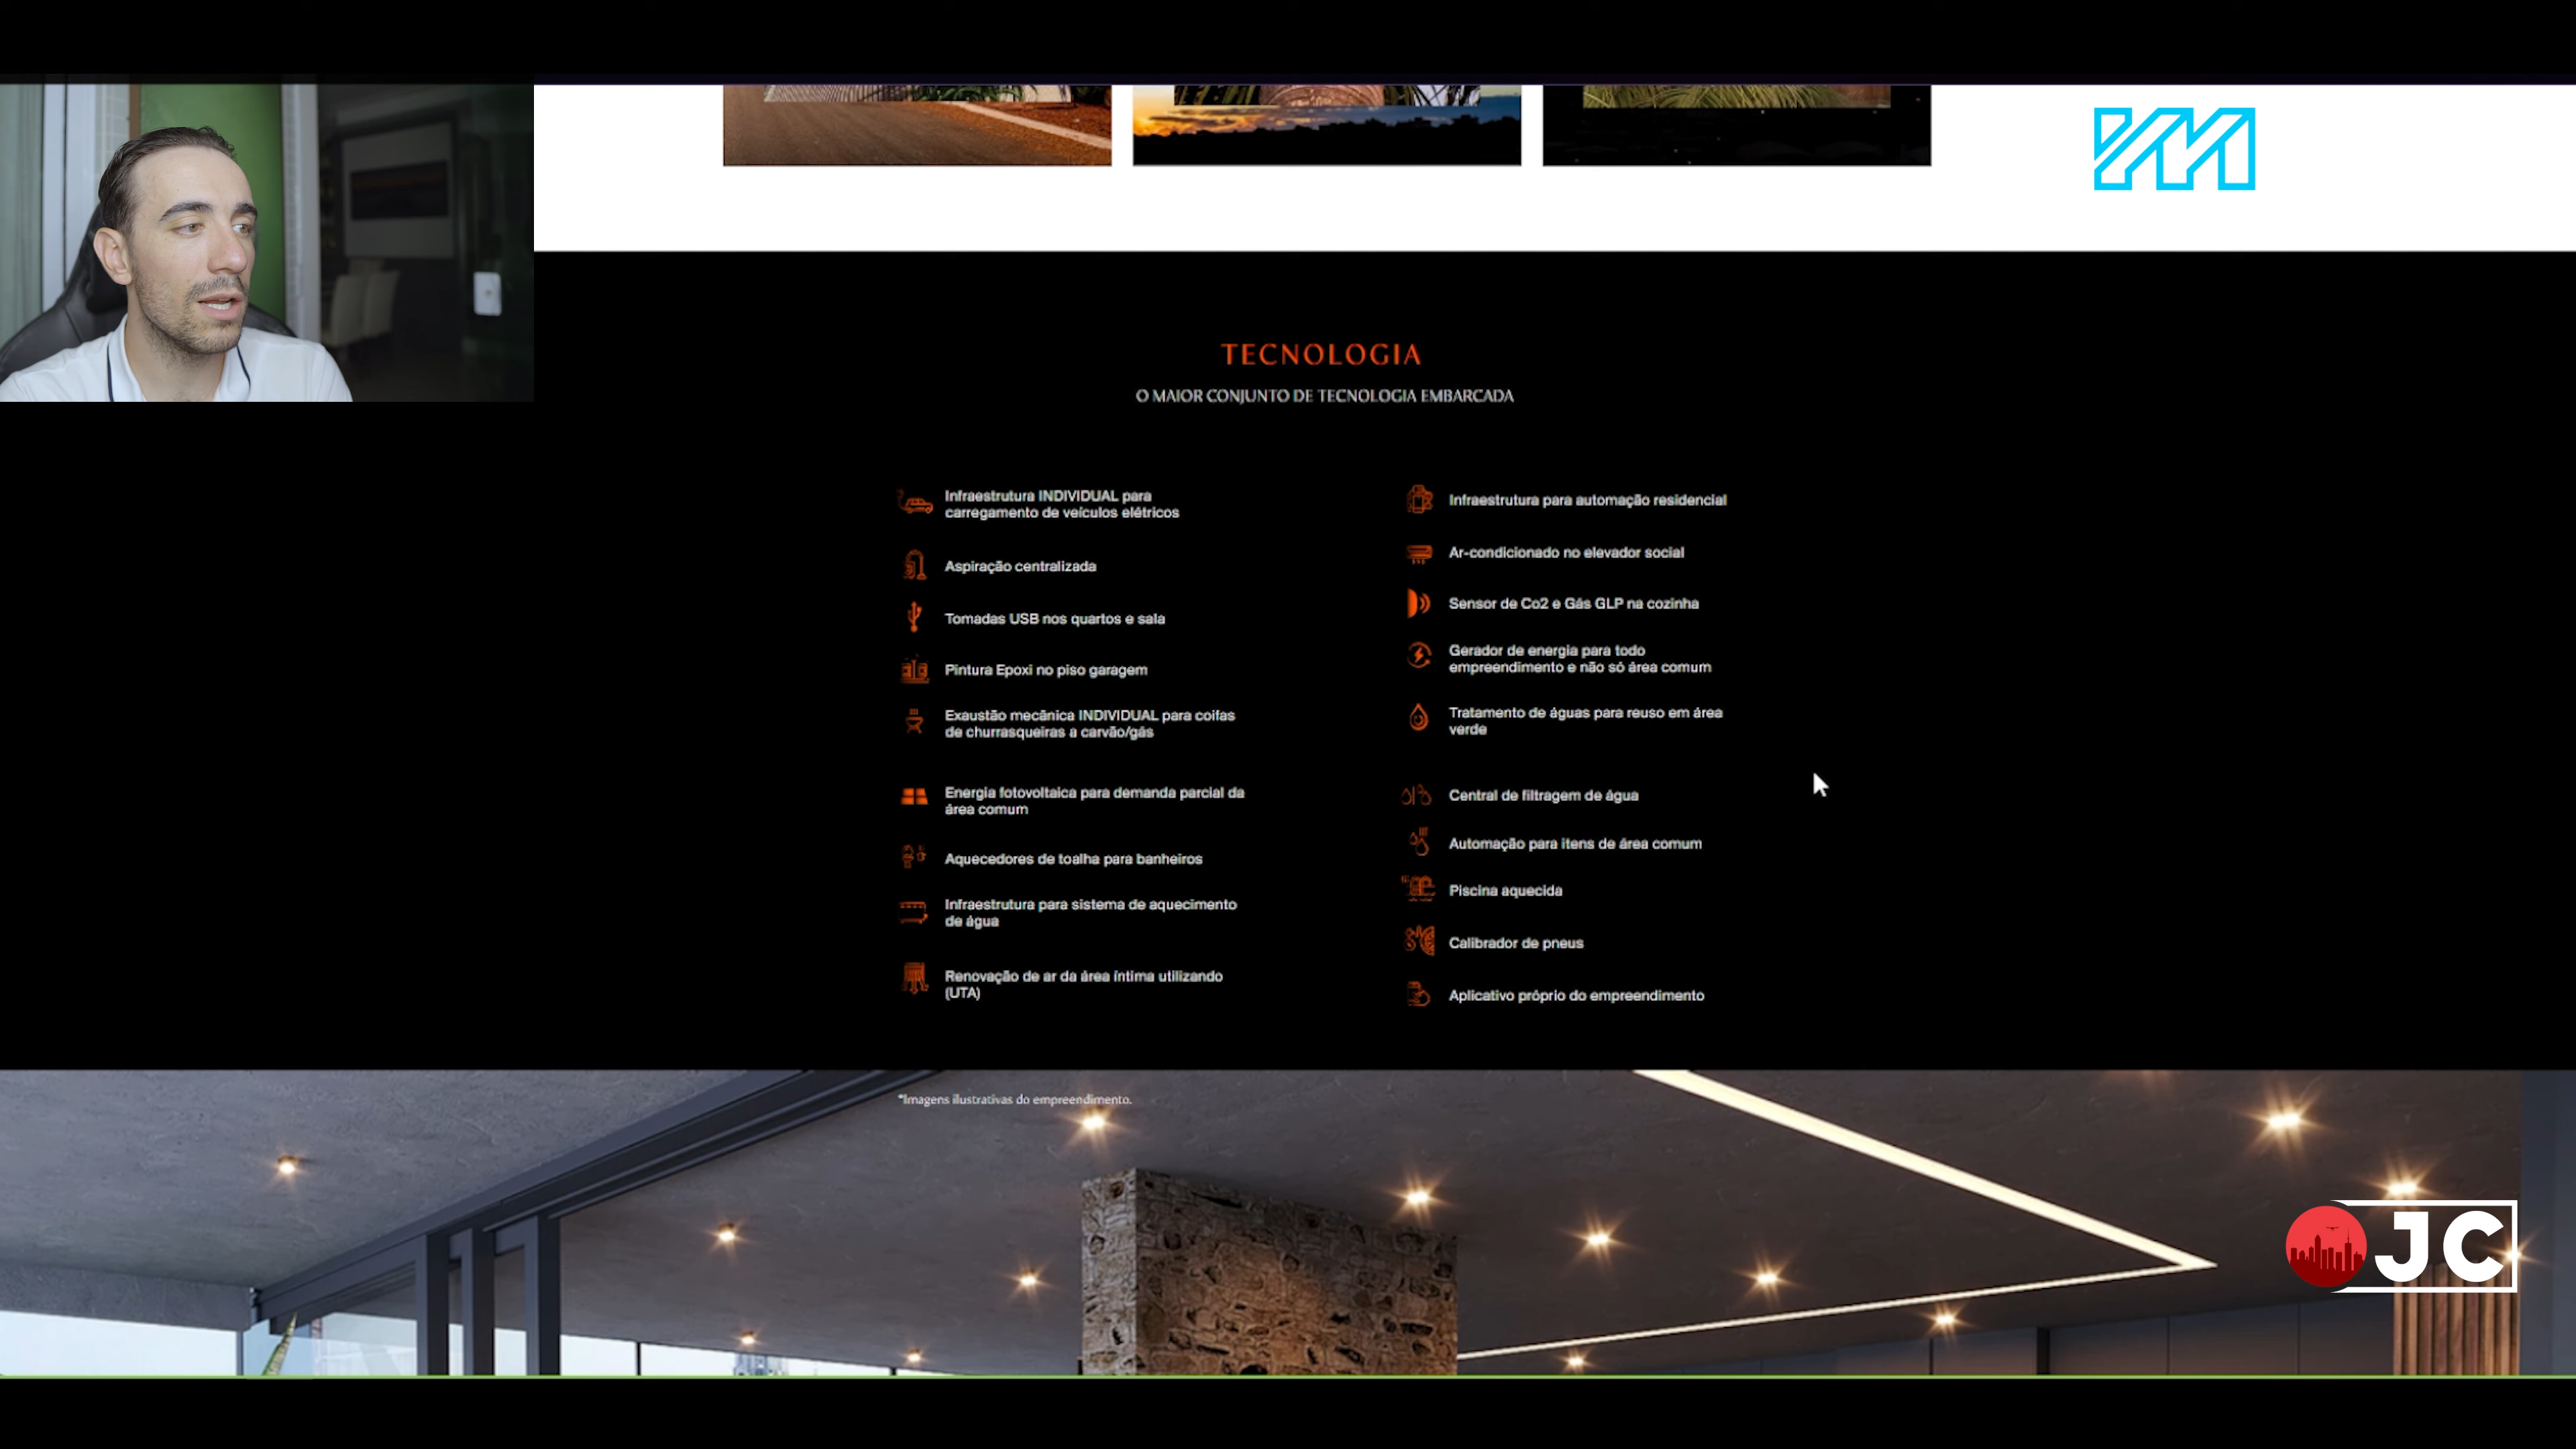 TECNOLOGIA
O MAIOR CONJUNTO DE TECNOLOGIA EMBARCADA
Infraestrutura INDIVIDUAL para
carregamento de veículos elétricos
Aspiração centralizada
Tomadas USB nos quartos e sala
Pintura Epoxi no piso garagem
Exaustão mecânica INDIVIDUAL para coifas
de churrasqueiras a carvão/gás
Energia fotovoltaica para demanda parcial da
área comum
Aquecedores de toalha para banheiros
Infraestrutura para sistema de aquecimento
de água
Renovação de ar da área íntima utilizando
(UTA)
Infraestrutura para automação residencial
Ar-condicionado no elevador social
Sensor de Co2 e Gás GLP na cozinha
Gerador de energia para todo
empreendimento e não só área comum
Tratamento de águas para reuso em área
verde
Central de filtragem de água
Automação para itens de área comum
Piscina aquecida
Calibrador de pneus
Aplicativo próprio do empreendimento
*Imagens ilustrativas do empreendimento.
JC